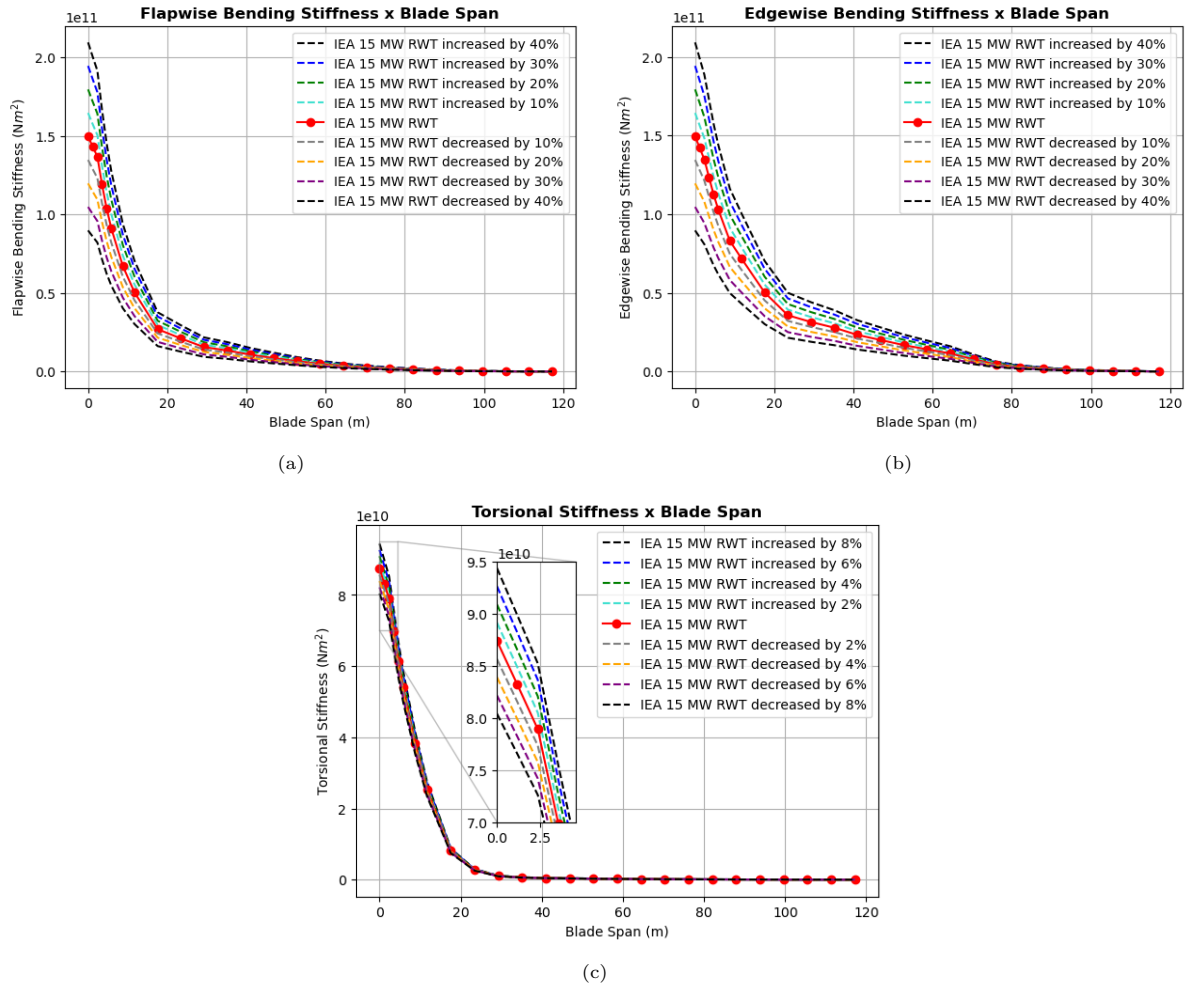 Flapwise Bending Stiffness x Blade Span
1e11
Flapwise Bending Stiffness (Nm²)
2.0
1.5
1.0
0.5
0.0
IEA 15 MW RWT increased by 40%
IEA 15 MW RWT increased by 30%
IEA 15 MW RWT increased by 20%
IEA 15 MW RWT increased by 10%
IEA 15 MW RWT
IEA 15 MW RWT decreased by 10%
IEA 15 MW RWT decreased by 20%
IEA 15 MW RWT decreased by 30%
IEA 15 MW RWT decreased by 40%
0 20 40 60 80 100 120
Blade Span (m)
(a)
Edgewise Bending Stiffness x Blade Span
1e11
Edgewise Bending Stiffness (Nm²)
2.0
1.5
1.0
0.5
0.0
IEA 15 MW RWT increased by 40%
IEA 15 MW RWT increased by 30%
IEA 15 MW RWT increased by 20%
IEA 15 MW RWT increased by 10%
IEA 15 MW RWT
IEA 15 MW RWT decreased by 10%
IEA 15 MW RWT decreased by 20%
IEA 15 MW RWT decreased by 30%
IEA 15 MW RWT decreased by 40%
0 20 40 60 80 100 120
Blade Span (m)
(b)
Torsional Stiffness x Blade Span
1e10
Torsional Stiffness (Nm²)
8
6
4
2
0
1e10
9.5
9.0
8.5
8.0
7.5
7.0
0.0 2.5
IEA 15 MW RWT increased by 8%
IEA 15 MW RWT increased by 6%
IEA 15 MW RWT increased by 4%
IEA 15 MW RWT increased by 2%
IEA 15 MW RWT
IEA 15 MW RWT decreased by 2%
IEA 15 MW RWT decreased by 4%
IEA 15 MW RWT decreased by 6%
IEA 15 MW RWT decreased by 8%
0 20 40 60 80 100 120
Blade Span (m)
(c)